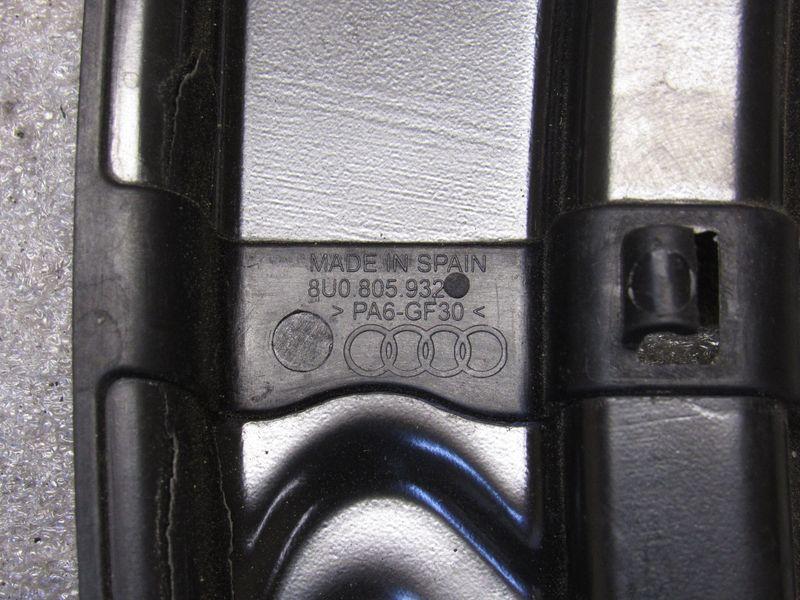 MADE IN SPAIN
8U0 805 932
> PA6-GF30 <